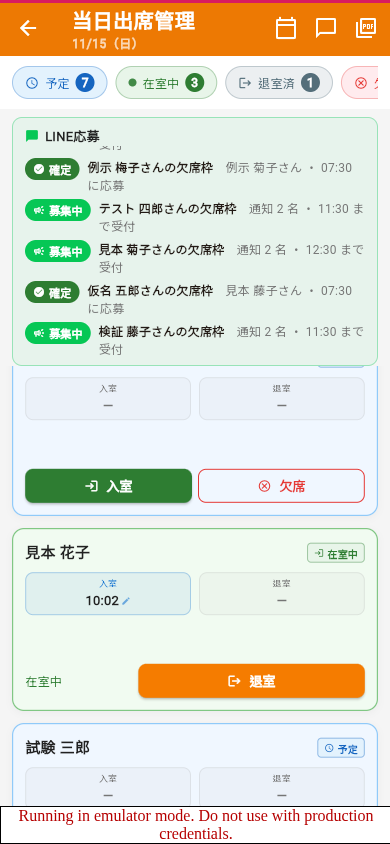 当日出席管理
11/15（日）
予定 7 在室中 3 退室済 1
LINE応募
受付
確定 例示 梅子さんの欠席枠 例示 菊子さん ・ 07:30
に応募
募集中 テスト 四郎さんの欠席枠 通知 2 名 ・ 11:30 ま
で受付
募集中 見本 菊子さんの欠席枠 通知 2 名 ・ 12:30 まで
受付
確定 仮名 五郎さんの欠席枠 見本 藤子さん ・ 07:30
に応募
募集中 検証 藤子さんの欠席枠 通知 2 名 ・ 11:30 まで
受付
入室 退室
— —
入室 欠席
見本 花子 在室中
入室 退室
10:02 —
在室中 退室
試験 三郎 予定
入室 退室
— —
Running in emulator mode. Do not use with production
credentials.